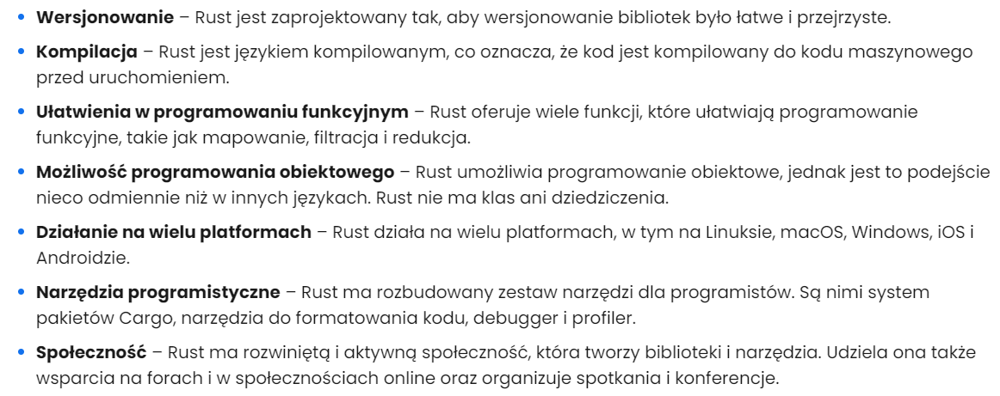 • Wersjonowanie – Rust jest zaprojektowany tak, aby wersjonowanie bibliotek było łatwe i przejrzyste.
• Kompilacja – Rust jest językiem kompilowanym, co oznacza, że kod jest kompilowany do kodu maszynowego
przed uruchomieniem.
• Ułatwienia w programowaniu funkcyjnym – Rust oferuje wiele funkcji, które ułatwiają programowanie
funkcyjne, takie jak mapowanie, filtracja i redukcja.
• Możliwość programowania obiektowego – Rust umożliwia programowanie obiektowe, jednak jest to podejście
nieco odmiennie niż w innych językach. Rust nie ma klas ani dziedziczenia.
• Działanie na wielu platformach – Rust działa na wielu platformach, w tym na Linuksie, macOS, Windows, iOS i
Androidzie.
• Narzędzia programistyczne – Rust ma rozbudowany zestaw narzędzi dla programistów. Są nimi system
pakietów Cargo, narzędzia do formatowania kodu, debugger i profiler.
• Społeczność – Rust ma rozwiniętą i aktywną społeczność, która tworzy biblioteki i narzędzia. Udziela ona także
wsparcia na forach i w społecznościach online oraz organizuje spotkania i konferencje.